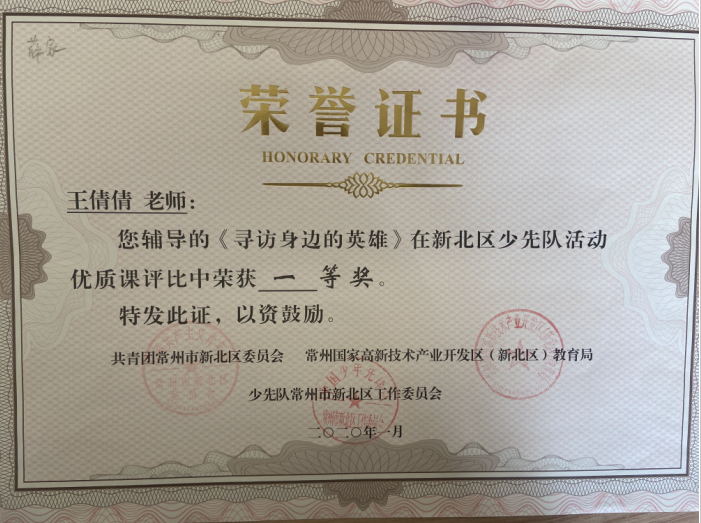 薛家
荣誉证书
HONORARY CREDENTIAL
王倩倩 老师：
您辅导的《寻访身边的英雄》在新北区少先队活动
优质课评比中荣获 一 等奖。
特发此证，以资鼓励。
共青团常州市新北区委员会 常州国家高新技术产业开发区（新北区）教育局
少先队常州市新北区工作委员会
二〇二〇年一月